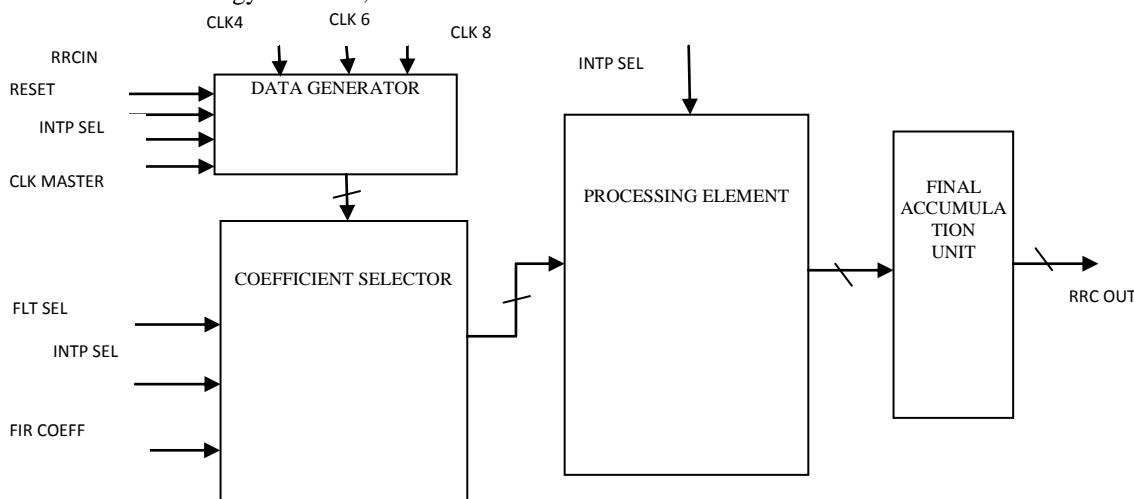 CLK4
CLK 6
CLK 8
RRCIN
RESET
INTP SEL
CLK MASTER
DATA GENERATOR
INTP SEL
PROCESSING ELEMENT
FINAL
ACCUMULA
TION
UNIT
COEFFICIENT SELECTOR
FLT SEL
INTP SEL
FIR COEFF
RRC OUT